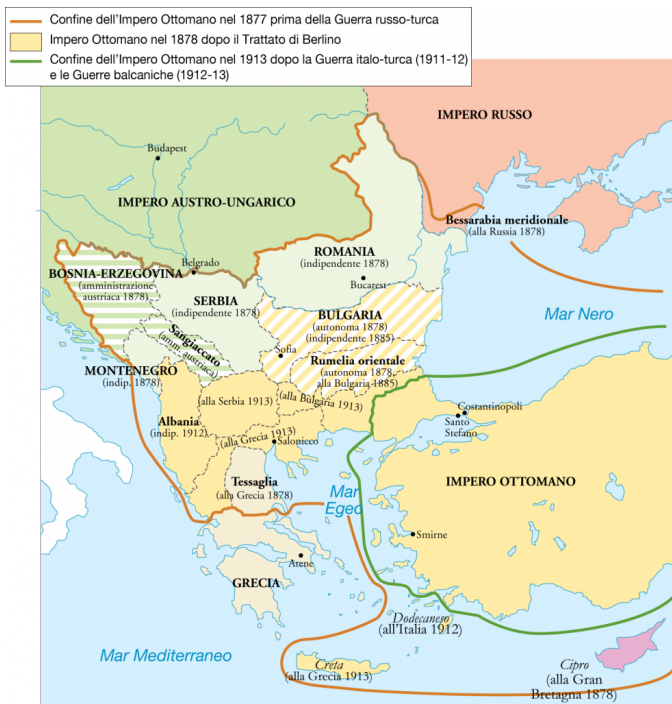 Confine dell'Impero Ottomano nel 1877 prima della Guerra russo-turca
Impero Ottomano nel 1878 dopo il Trattato di Berlino
Confine dell'Impero Ottomano nel 1913 dopo la Guerra italo-turca (1911-12)
e le Guerre balcaniche (1912-13)
IMPERO RUSSO
Budapest
IMPERO AUSTRO-UNGARICO
Bessarabia meridionale
(alla Russia 1878)
ROMANIA
(indipendente 1878)
Bucarest
Belgrado
BOSNIA-ERZEGOVINA
(amministrazione
austriaca 1878)
SERBIA
(indipendente 1878)
BULGARIA
(autonoma 1878)
(indipendente 1885)
Mar Nero
Sangiaccato
(amm. austriaca)
Sofia
Rumelia orientale
(autonoma 1878,
alla Bulgaria 1885)
MONTENEGRO
(indip. 1878)
(alla Serbia 1913)
(alla Bulgaria 1913)
Albania
(indip. 1912)
(alla Grecia 1913)
Salonicco
Costantinopoli
Santo
Stefano
Tessaglia
(alla Grecia 1878)
Mar
Egeo
IMPERO OTTOMANO
Smirne
Atene
GRECIA
Dodecaneso
(all'Italia 1912)
Mar Mediterraneo
Creta
(alla Grecia 1913)
Cipro
(alla Gran
Bretagna 1878)